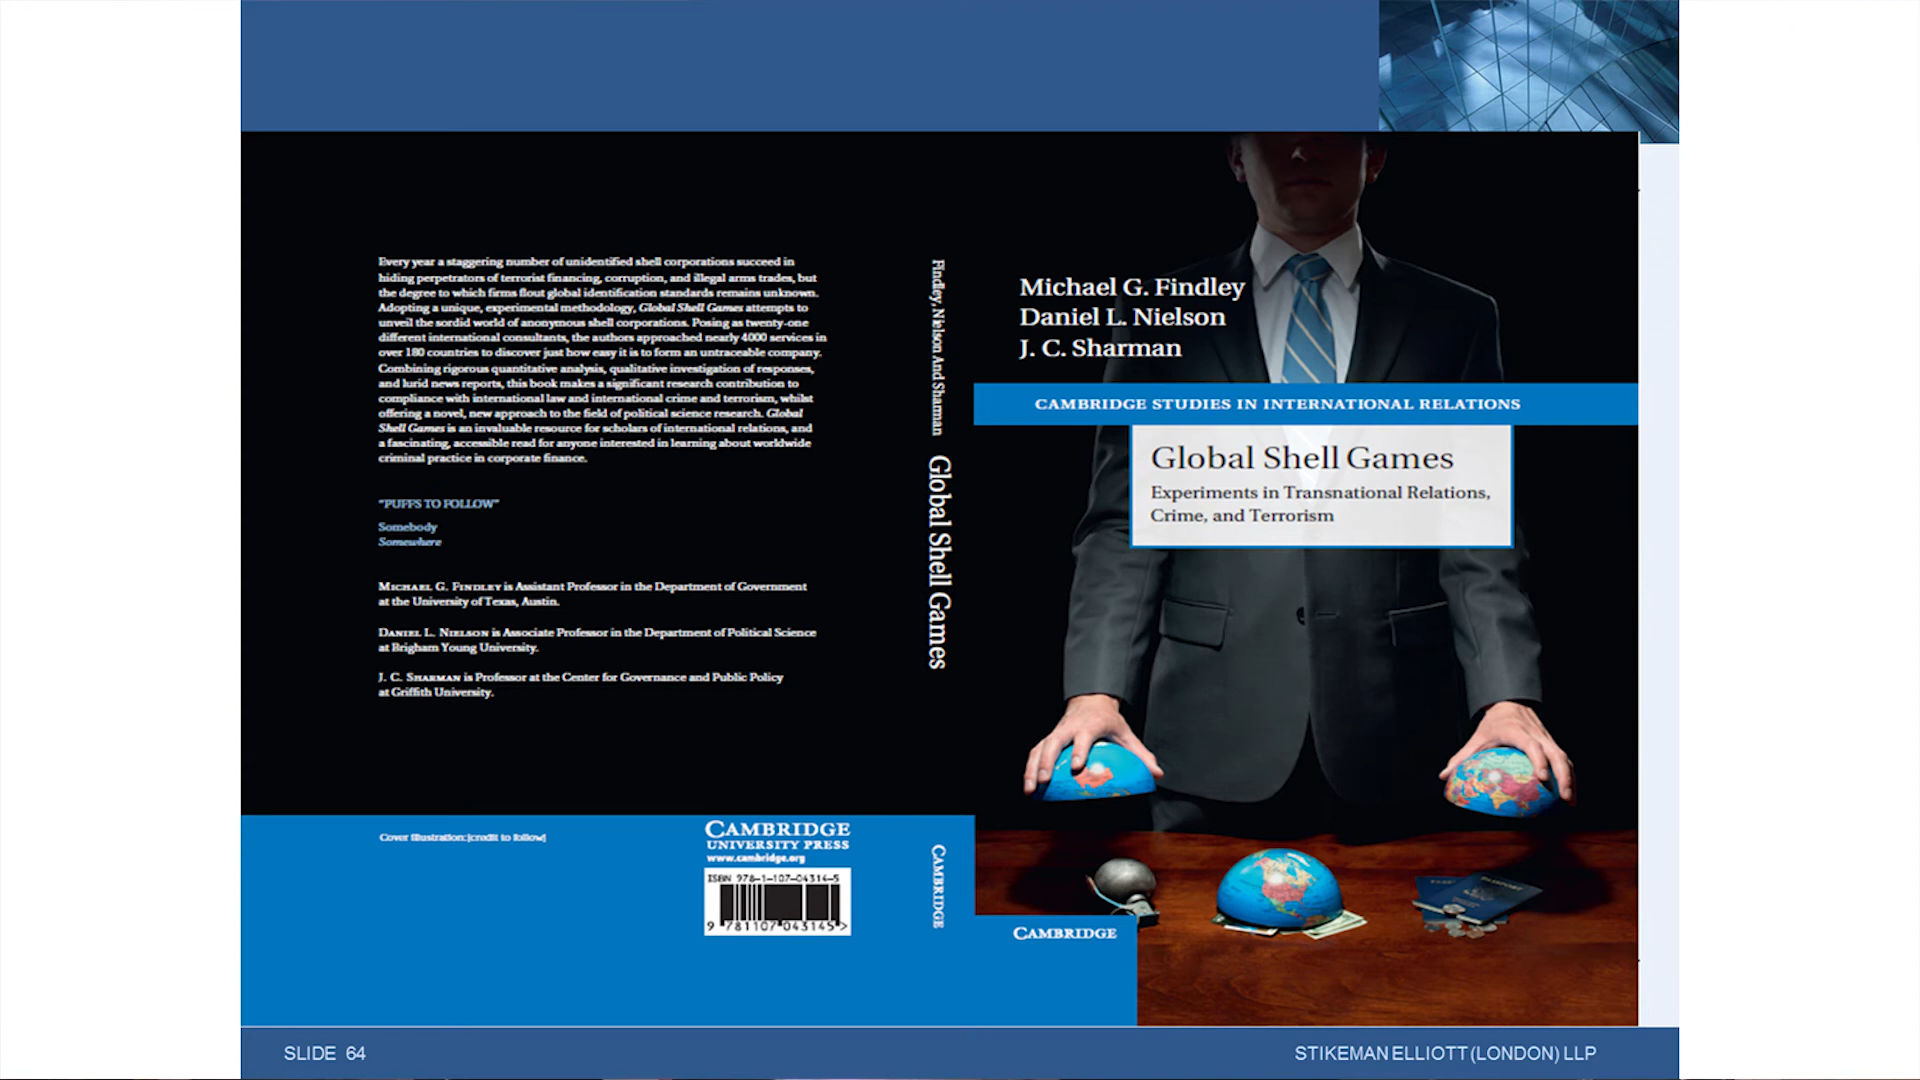 Every year a staggering number of unidentified shell corporations succeed in
hiding perpetrators of terrorist financing, corruption, and illegal arms trades, but
the degree to which firms flout global identification standards remains unknown.
Adopting a unique, experimental methodology, Global Shell Games attempts to
unveil the sordid world of anonymous shell corporations. Posing as twenty-one
different international consultants, the authors approached nearly 4000 services in
over 180 countries to discover just how easy it is to form an untraceable company.
Combining rigorous quantitative analysis, qualitative investigation of responses,
and lurid news reports, this book makes a significant research contribution to
compliance with international law and international crime and terrorism, whilst
offering a novel, new approach to the field of political science research. Global
Shell Games is an invaluable resource for scholars of international relations, and
a fascinating, accessible read for anyone interested in learning about worldwide
criminal practice in corporate finance.
"PUFFS TO FOLLOW"
Somebody
Somewhere
MICHAEL G. FINDLEY is Assistant Professor in the Department of Government
at the University of Texas, Austin.
DANIEL L. NIELSON is Associate Professor in the Department of Political Science
at Brigham Young University.
J. C. SHARMAN is Professor at the Center for Governance and Public Policy
at Griffith University.
Cover illustration: [credit to follow]
CAMBRIDGE
UNIVERSITY PRESS
www.cambridge.org
ISBN 978-1-107-04314-5
9 781107 043145 >
Findley, Nielson And Sharman
Global Shell Games
CAMBRIDGE
Michael G. Findley
Daniel L. Nielson
J. C. Sharman
CAMBRIDGE STUDIES IN INTERNATIONAL RELATIONS
Global Shell Games
Experiments in Transnational Relations,
Crime, and Terrorism
PASSPORT
CAMBRIDGE
SLIDE 64
STIKEMAN ELLIOTT (LONDON) LLP